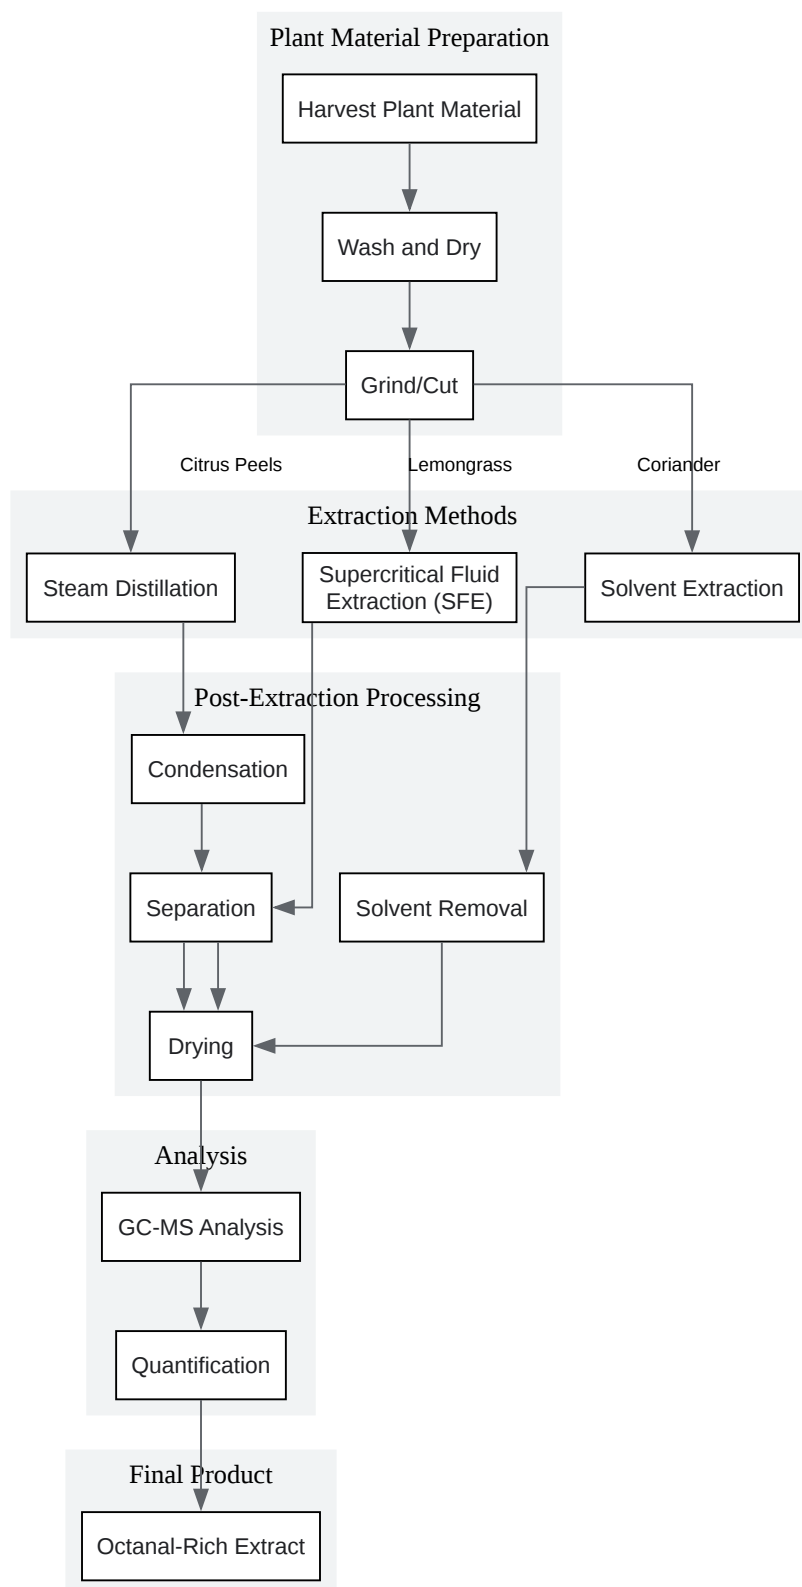 Plant Material Preparation
Harvest Plant Material
Wash and Dry
Grind/Cut
Citrus Peels
Lemongrass
Coriander
Extraction Methods
Steam Distillation
Supercritical Fluid
Extraction (SFE)
Solvent Extraction
Post-Extraction Processing
Condensation
Separation
Solvent Removal
Drying
Analysis
GC-MS Analysis
Quantification
Final Product
Octanal-Rich Extract